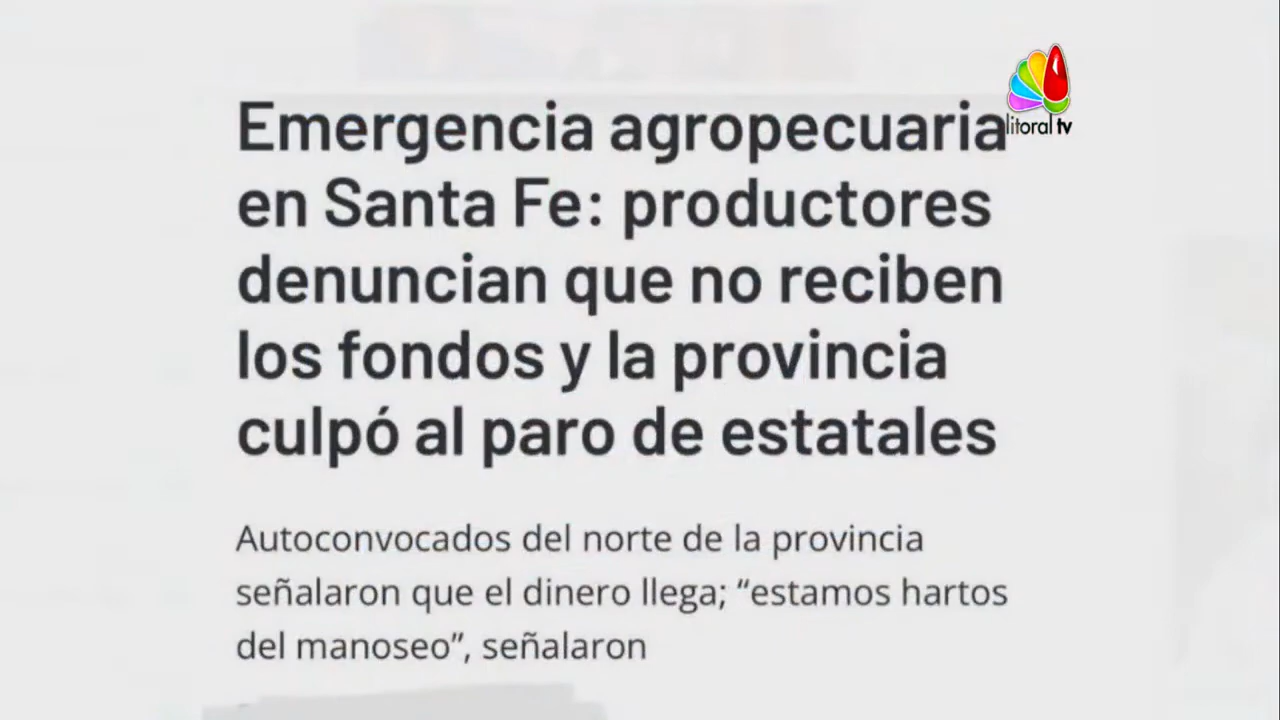 Emergencia agropecuaria
litoral tv
en Santa Fe: productores
denuncian que no reciben
los fondos y la provincia
culpó al paro de estatales
Autoconvocados del norte de la provincia
señalaron que el dinero llega; “estamos hartos
del manoseo”, señalaron